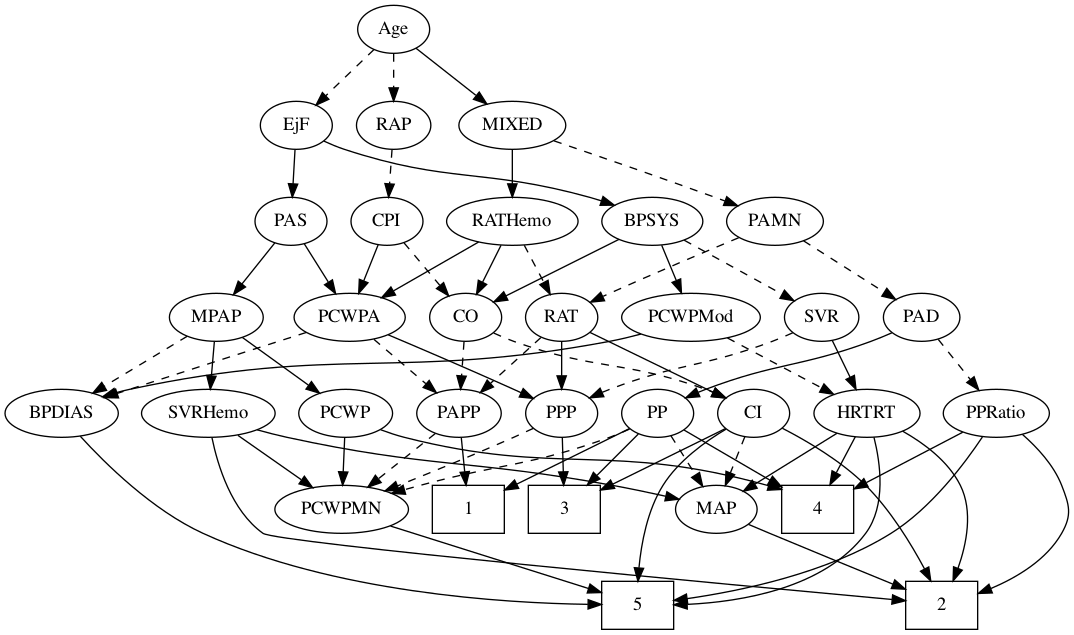 Age
EjF
RAP
MIXED
PAS
CPI
RATHemo
BPSYS
PAMN
MPAP
PCWPA
CO
RAT
PCWPMod
SVR
PAD
BPDIAS
SVRHemo
PCWP
PAPP
PPP
PP
CI
HRTRT
PPRatio
PCWPMN
1
3
MAP
4
5
2